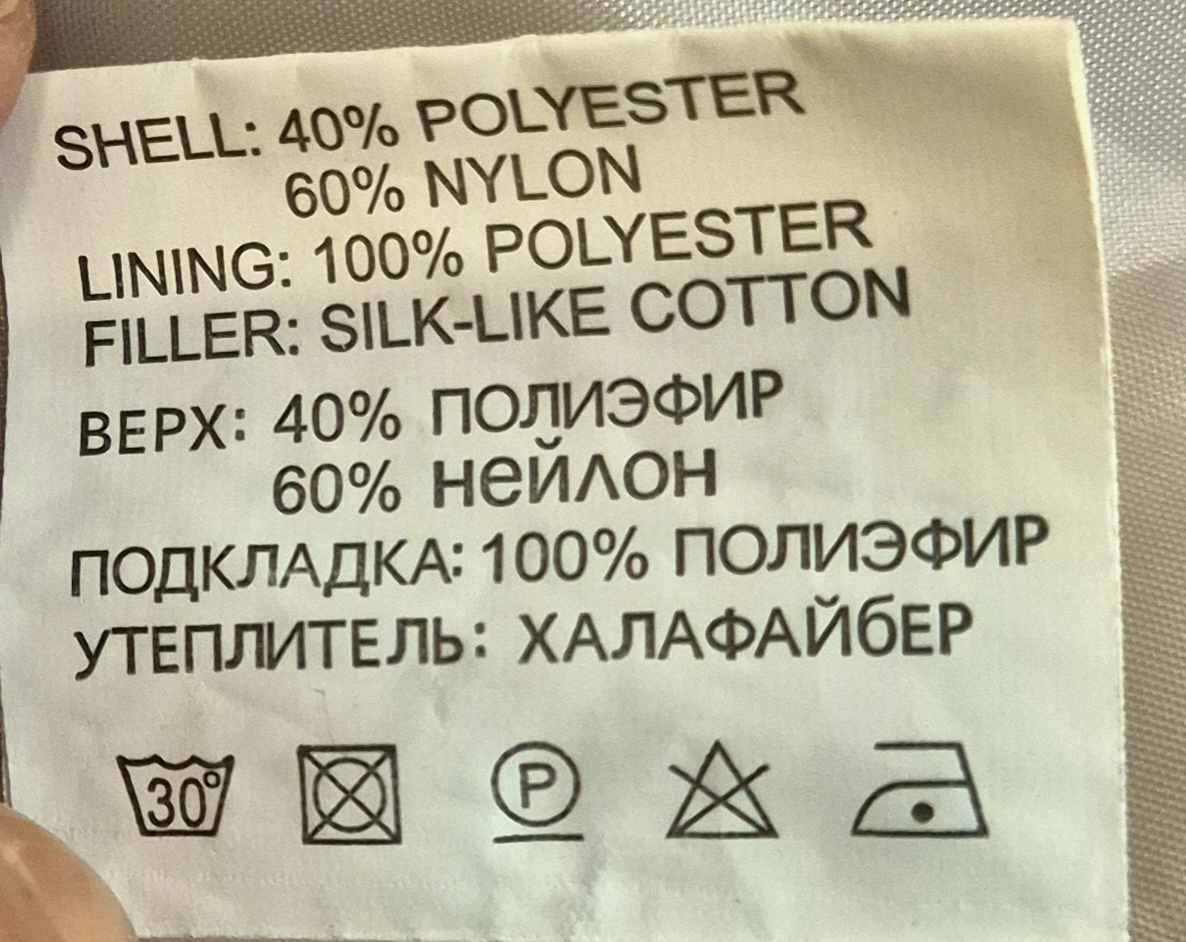 SHELL: 40% POLYESTER
60% NYLON
LINING: 100% POLYESTER
FILLER: SILK-LIKE COTTON
ВЕРХ: 40% ПОЛИЭФИР
60% НейЛОН
ПОДКЛАДКА: 100% ПОЛИЭФИР
УТЕПЛИТЕЛЬ: ХАЛАФАЙбЕР
30° P